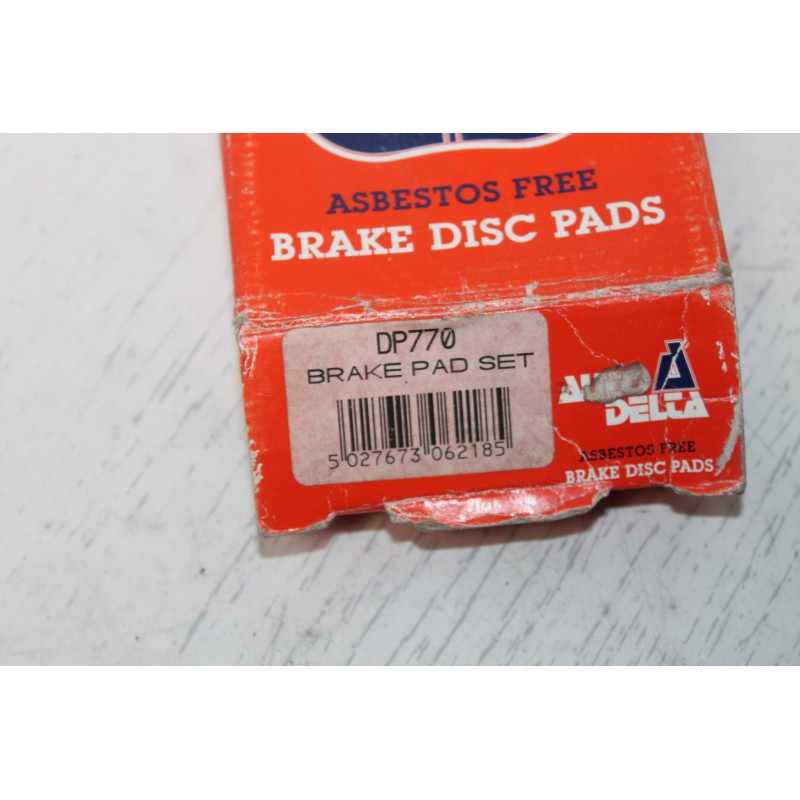 ASBESTOS FREE
BRAKE DISC PADS
DP770
BRAKE PAD SET
5 027673 062185
DELTA
ASBESTOS FREE
BRAKE DISC PADS